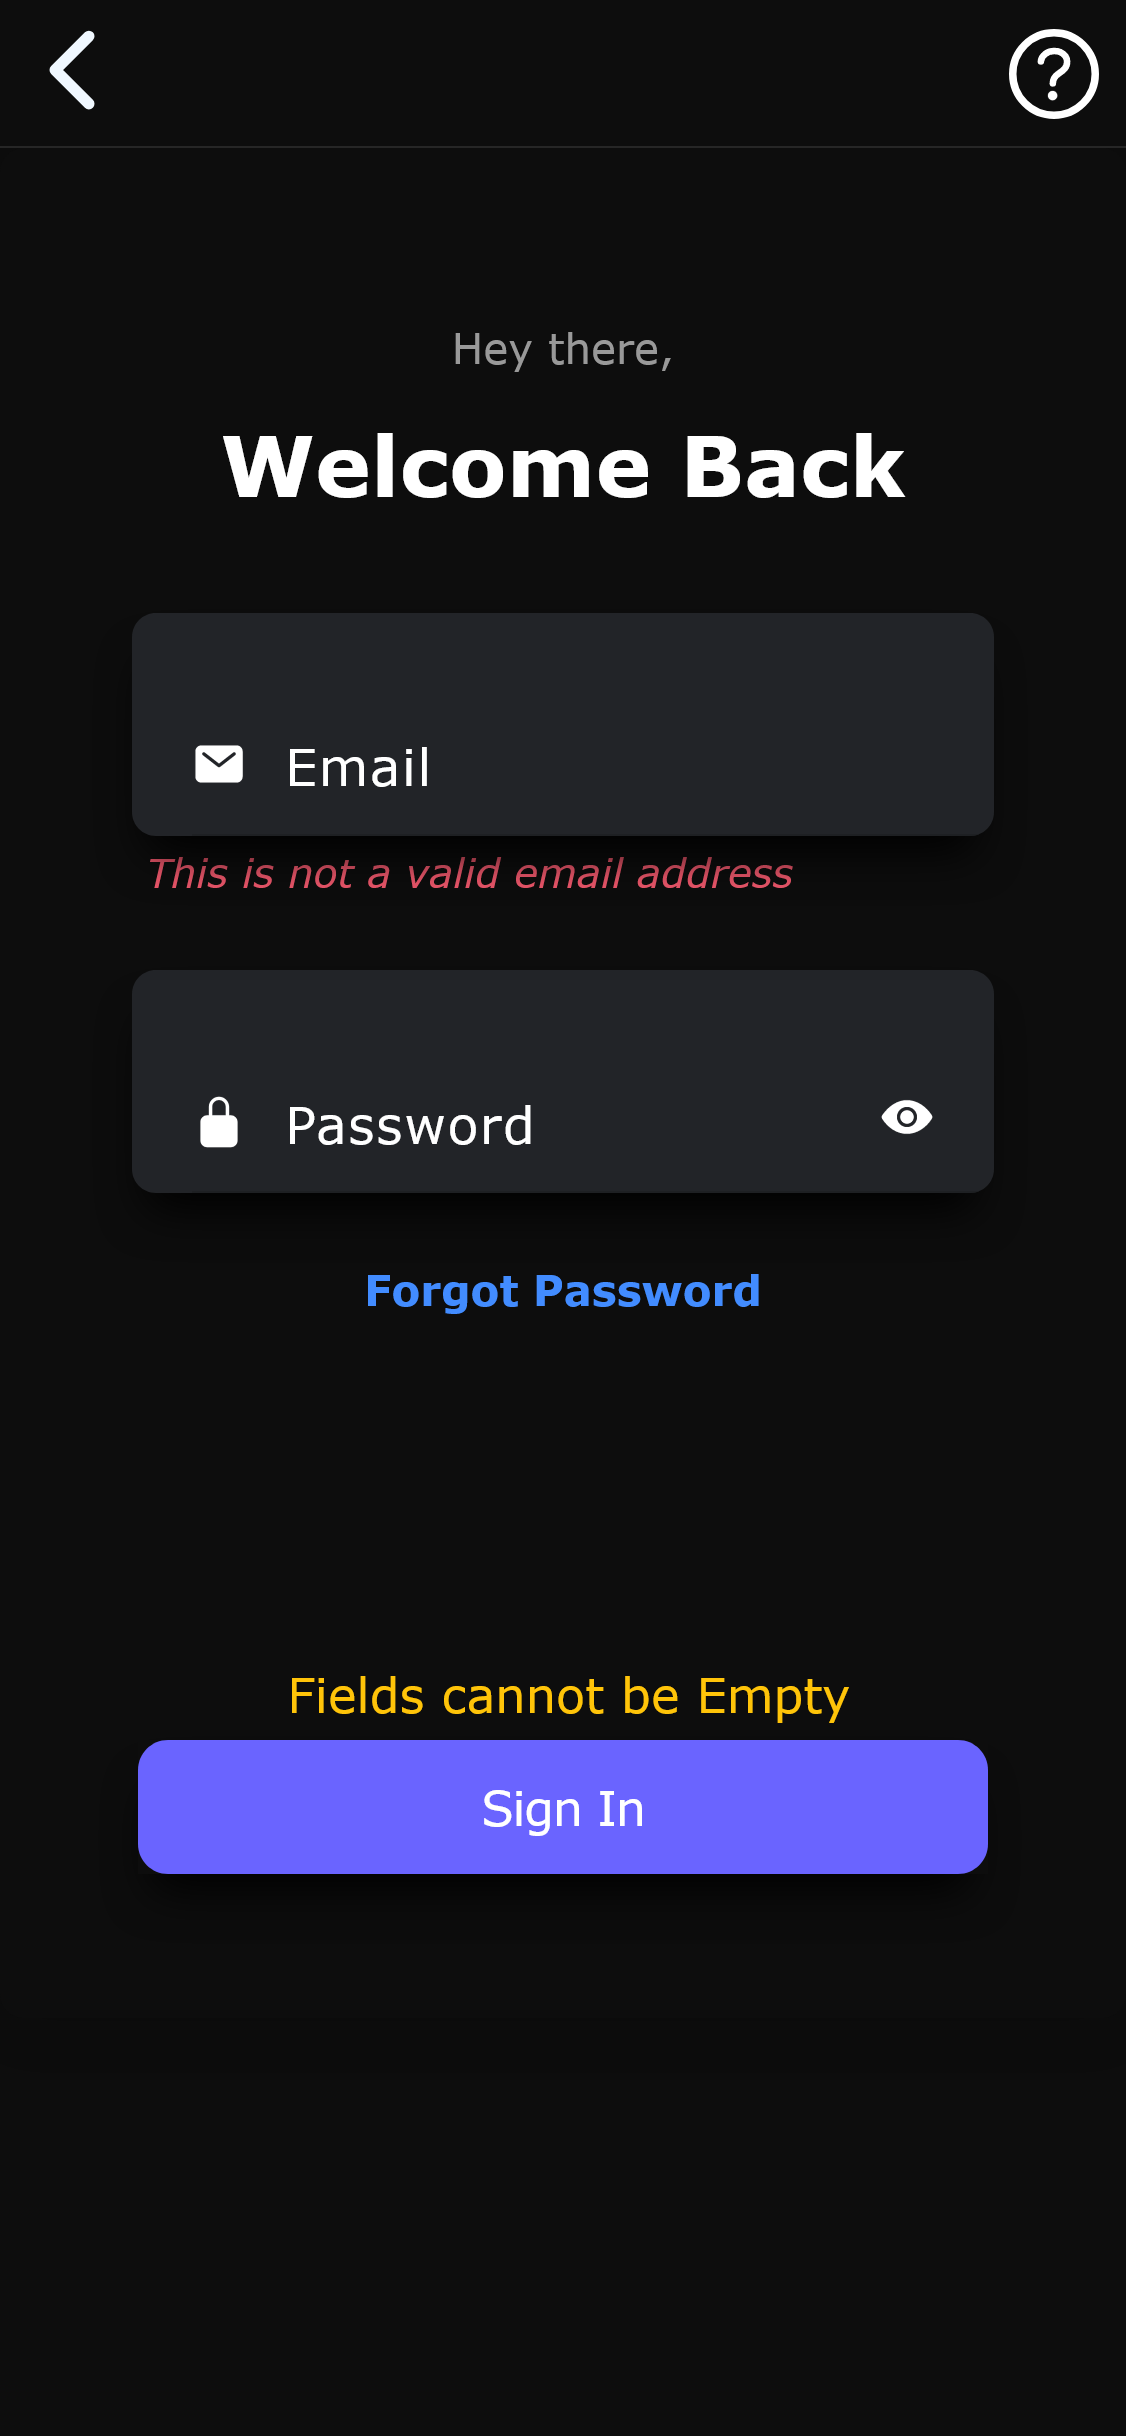 Hey there,
Welcome Back
Email
This is not a valid email address
Password
Forgot Password
Fields cannot be Empty
Sign In